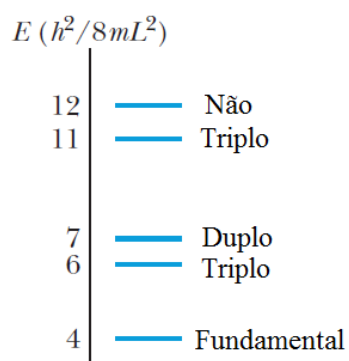 E (h²/8mL²)
12 Não
11 Triplo
7 Duplo
6 Triplo
4 Fundamental